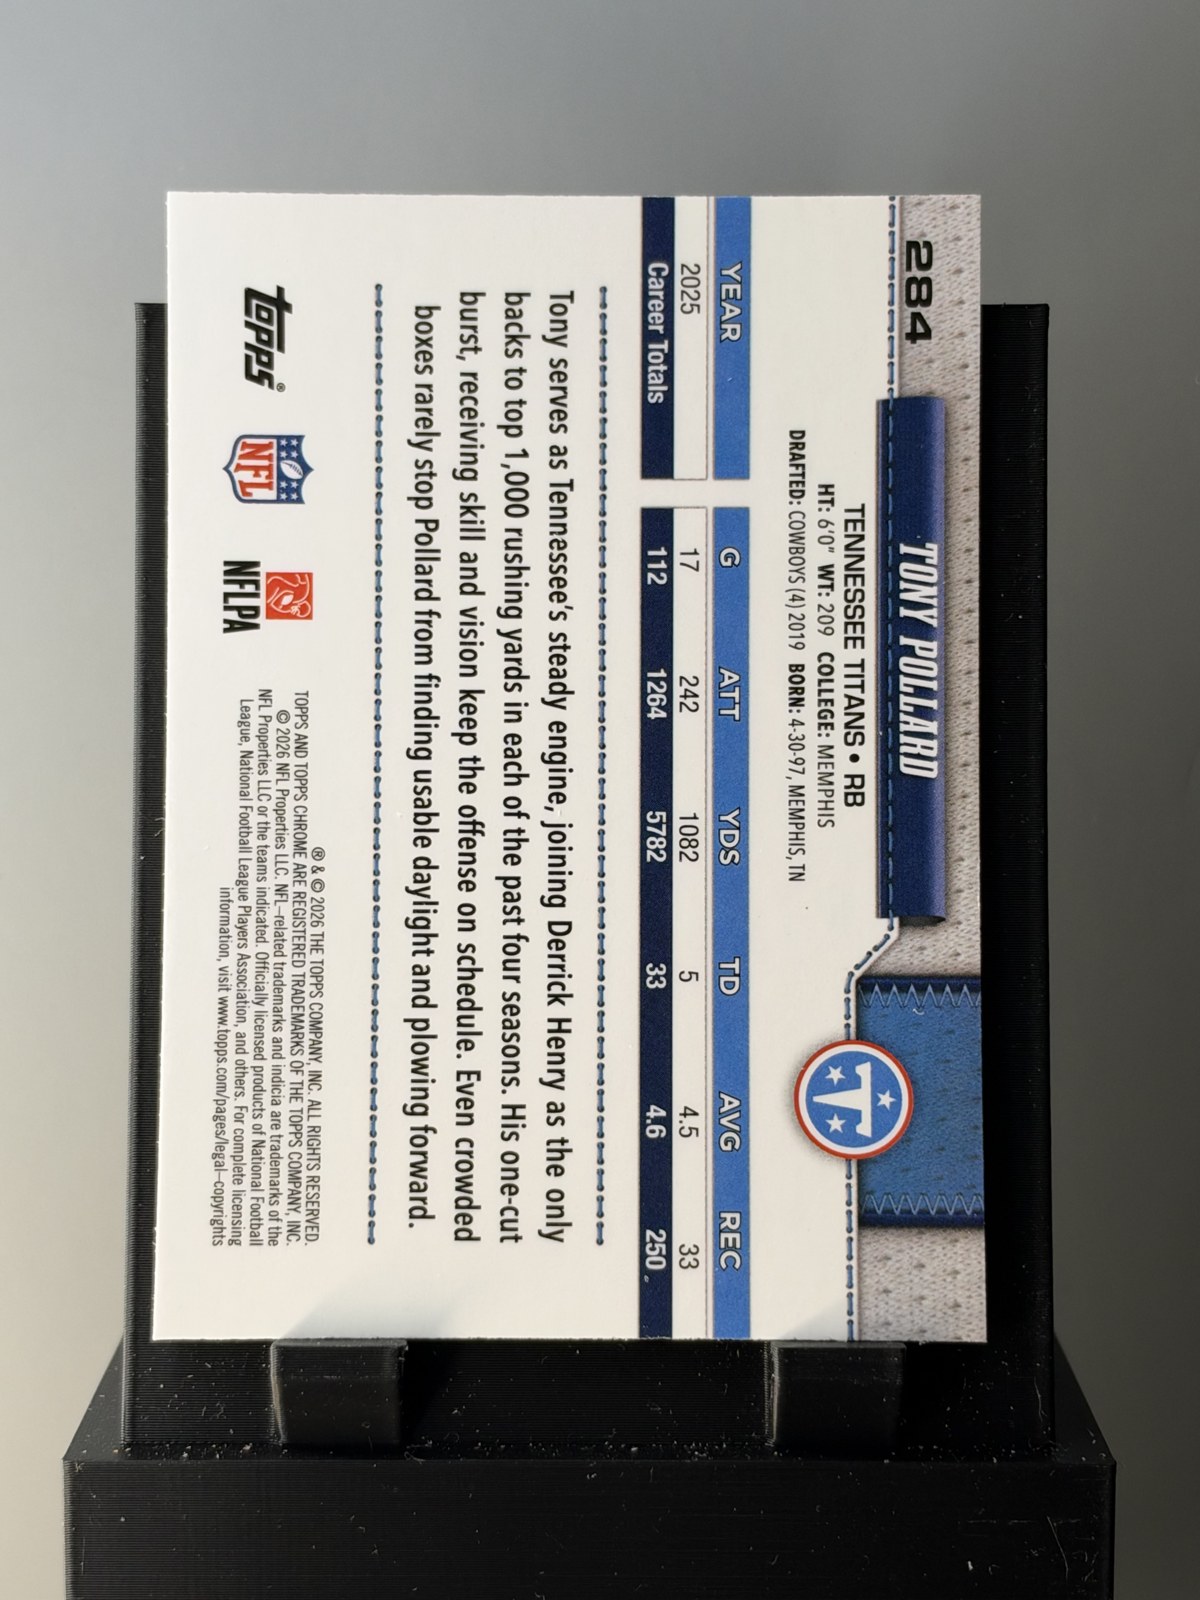 284
TONY POLLARD
TENNESSEE TITANS • RB
HT: 6'0" WT: 209 COLLEGE: MEMPHIS
DRAFTED: COWBOYS (4) 2019 BORN: 4-30-97, MEMPHIS, TN
YEAR G ATT YDS TD AVG REC
2025 17 242 1082 5 4.5 33
Career Totals 112 1264 5782 33 4.6 250
Tony serves as Tennessee's steady engine, joining Derrick Henry as the only
backs to top 1,000 rushing yards in each of the past four seasons. His one-cut
burst, receiving skill and vision keep the offense on schedule. Even crowded
boxes rarely stop Pollard from finding usable daylight and plowing forward.
topps®
NFL
NFLPA
® & © 2026 THE TOPPS COMPANY, INC. ALL RIGHTS RESERVED.
TOPPS AND TOPPS CHROME ARE REGISTERED TRADEMARKS OF THE TOPPS COMPANY, INC.
© 2026 NFL Properties LLC. NFL-related trademarks and indicia are trademarks of the
NFL Properties LLC or the teams indicated. Officially licensed products of National Football
League, National Football League Players Association, and others. For complete licensing
information, visit www.topps.com/pages/legal-copyrights